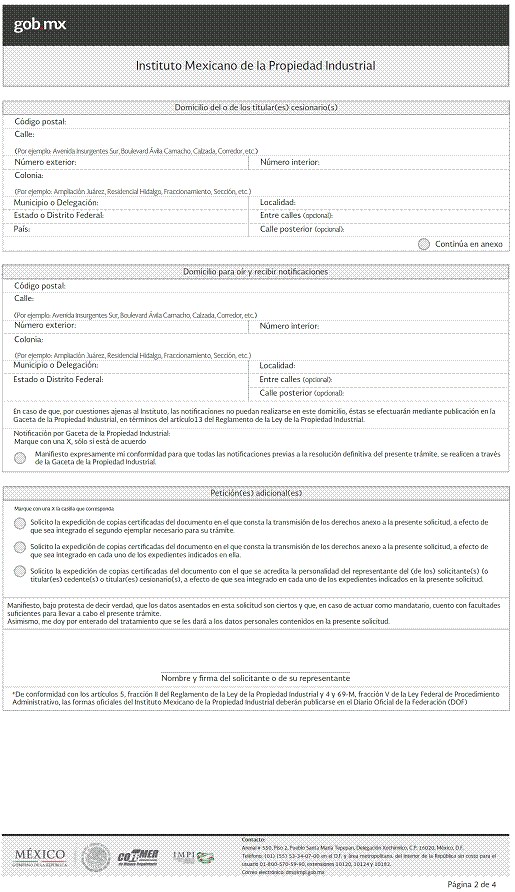 gob.mx
Instituto Mexicano de la Propiedad Industrial
Domicilio del o de los titular(es) cesionario(s)
Código postal:
Calle:
(Por ejemplo: Avenida Insurgentes Sur, Boulevard Ávila Camacho, Calzada, Corredor, etc.)
Número exterior: Número interior:
Colonia:
(Por ejemplo: Ampliación Juárez, Residencial Hidalgo, Fraccionamiento, Sección, etc.)
Municipio o Delegación: Localidad:
Estado o Distrito Federal: Entre calles (opcional):
País: Calle posterior (opcional):
Continúa en anexo
Domicilio para oír y recibir notificaciones
Código postal:
Calle:
(Por ejemplo: Avenida Insurgentes Sur, Boulevard Ávila Camacho, Calzada, Corredor, etc.)
Número exterior: Número interior:
Colonia:
(Por ejemplo: Ampliación Juárez, Residencial Hidalgo, Fraccionamiento, Sección, etc.)
Municipio o Delegación: Localidad:
Estado o Distrito Federal: Entre calles (opcional):
Calle posterior (opcional):
En caso de que, por cuestiones ajenas al Instituto, las notificaciones no puedan realizarse en este domicilio, éstas se efectuarán mediante publicación en la
Gaceta de la Propiedad Industrial, en términos del artículo13 del Reglamento de la Ley de la Propiedad Industrial.
Notificación por Gaceta de la Propiedad Industrial:
Marque con una X, sólo si está de acuerdo
Manifiesto expresamente mi conformidad para que todas las notificaciones previas a la resolución definitiva del presente trámite, se realicen a través
de la Gaceta de la Propiedad Industrial.
Petición(es) adicional(es)
Marque con una X la casilla que corresponda
Solicito la expedición de copias certificadas del documento en el que consta la transmisión de los derechos anexo a la presente solicitud, a efecto de
que sea integrado el segundo ejemplar necesario para su trámite.
Solicito la expedición de copias certificadas del documento en el que consta la transmisión de los derechos anexo a la presente solicitud, a efecto de
que sea integrado en cada uno de los expedientes indicados en ella.
Solicito la expedición de copias certificadas del documento con el que se acredita la personalidad del representante del (de los) solicitante(s) (o
titular(es) cedente(s) o titular(es) cesionario(s), a efecto de que sea integrado en cada uno de los expedientes indicados en la presente solicitud.
Manifiesto, bajo protesta de decir verdad, que los datos asentados en esta solicitud son ciertos y que, en caso de actuar como mandatario, cuento con facultades
suficientes para llevar a cabo el presente trámite.
Asimismo, me doy por enterado del tratamiento que se les dará a los datos personales contenidos en la presente solicitud.
Nombre y firma del solicitante o de su representante
*De conformidad con los artículos 5, fracción II del Reglamento de la Ley de la Propiedad Industrial y 4 y 69-M, fracción V de la Ley Federal de Procedimiento
Administrativo, las formas oficiales del Instituto Mexicano de la Propiedad Industrial deberán publicarse en el Diario Oficial de la Federación (DOF)
MÉXICO
GOBIERNO DE LA REPÚBLICA
COFEMER
IMPI
Contacto:
Arenal # 550, Piso 2, Pueblo Santa María Tepepan, Delegación Xochimilco, C.P. 16020, México, D.F.
Teléfono: (01) (55) 53-34-07-00 en el D.F. y área metropolitana, del interior de la República sin costo para el
usuario 01-800-570-59-90, extensiones 10120, 10124 y 10192.
Correo electrónico: dms@impi.gob.mx
Página 2 de 4